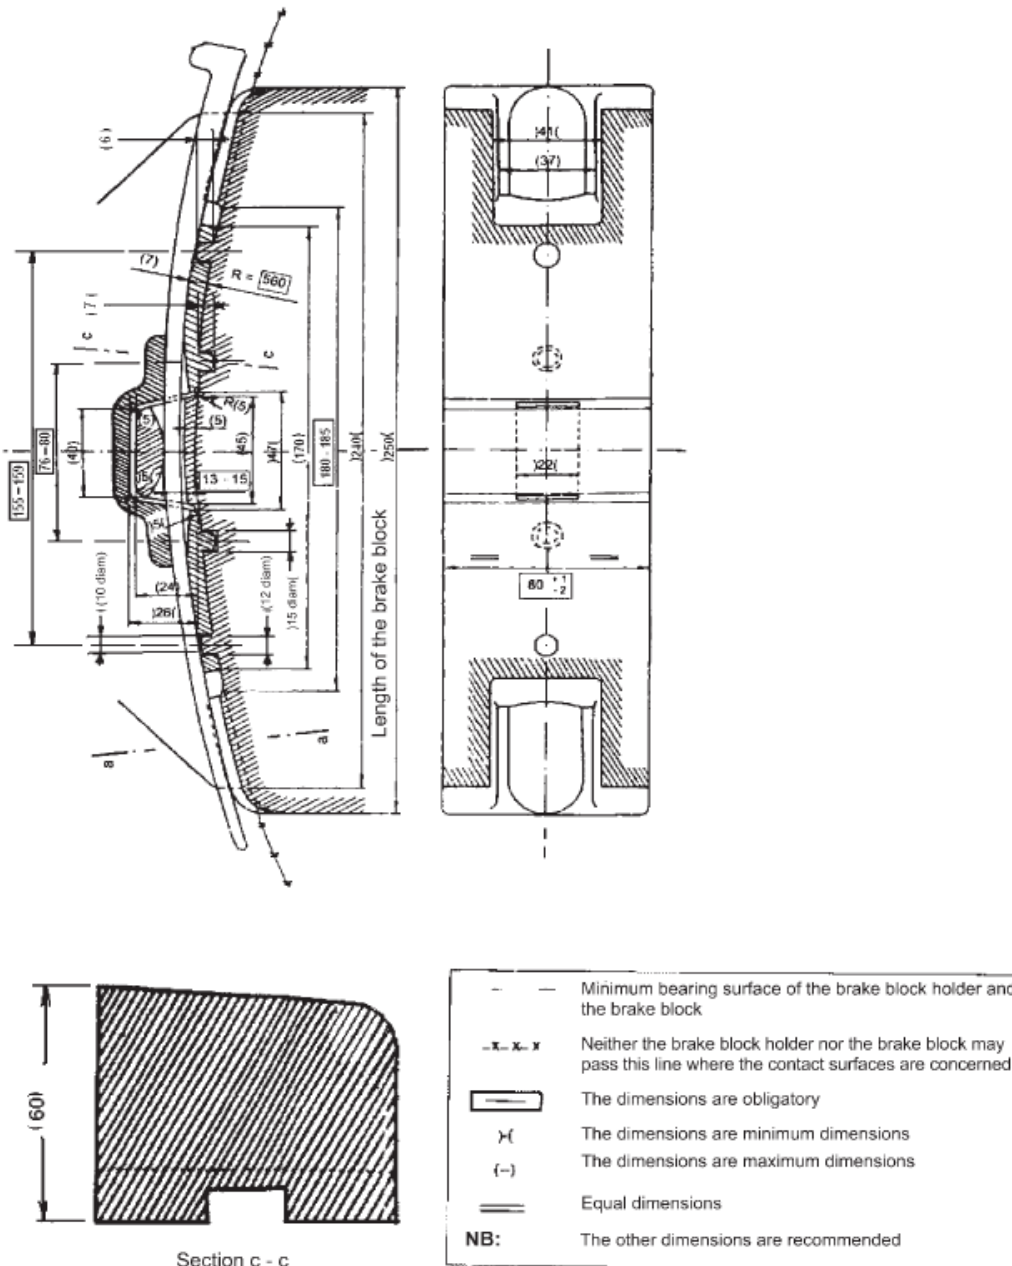 )41(
(6)
(37)
(7)
R = 560
(7(
c
c
R(5)
(5)
(5)
)5(
)5(
(40)
(45)
)47(
(170)
180 - 185
)240(
)250(
76-80
155-159
13 - 15
)22(
(24)
)26(
((10 diam)
((12 diam)
)15 diam(
Length of the brake block
60 +1 -2
a
a
(60)
Section c - c
Minimum bearing surface of the brake block holder and
the brake block
Neither the brake block holder nor the brake block may
pass this line where the contact surfaces are concerned
The dimensions are obligatory
)-( The dimensions are minimum dimensions
(-) The dimensions are maximum dimensions
Equal dimensions
NB: The other dimensions are recommended